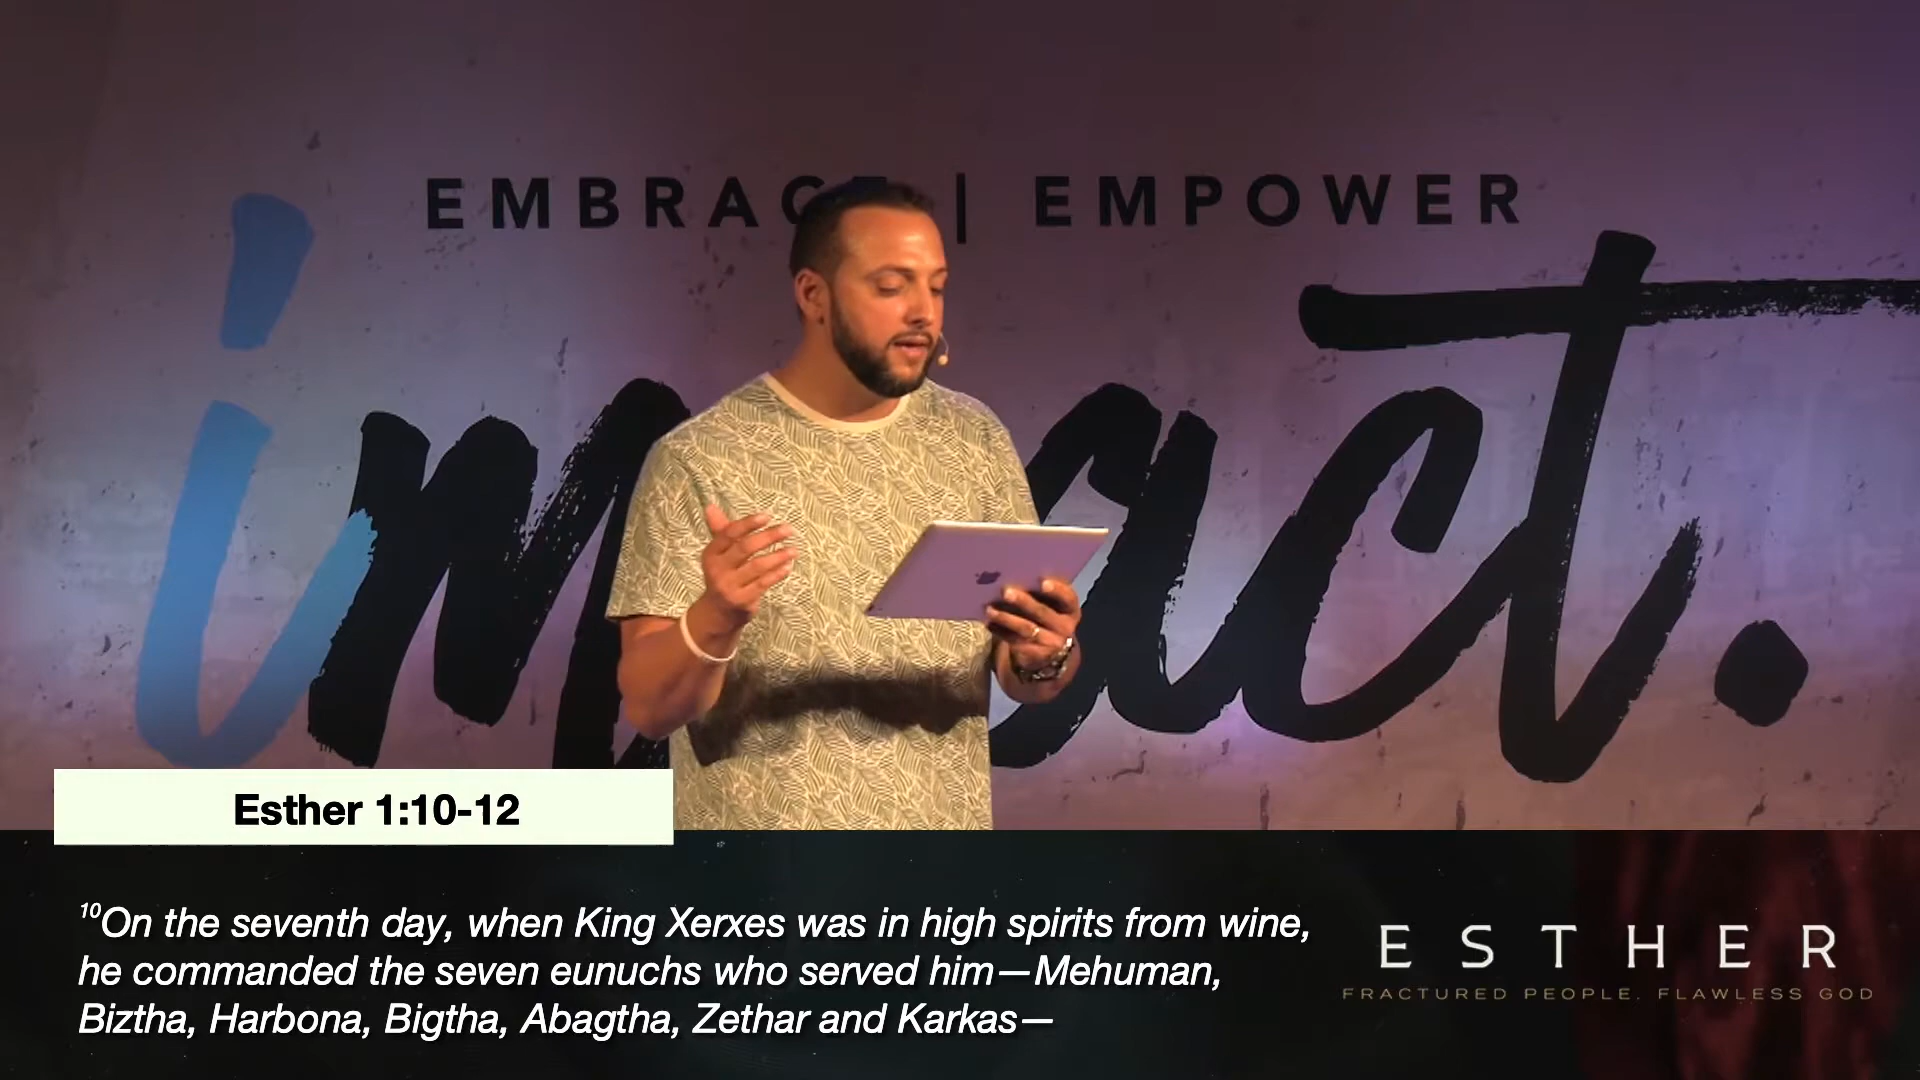 EMBRACE | EMPOWER
impact.
Esther 1:10-12
¹⁰On the seventh day, when King Xerxes was in high spirits from wine,
he commanded the seven eunuchs who served him—Mehuman,
Biztha, Harbona, Bigtha, Abagtha, Zethar and Karkas—
ESTHER
FRACTURED PEOPLE. FLAWLESS GOD